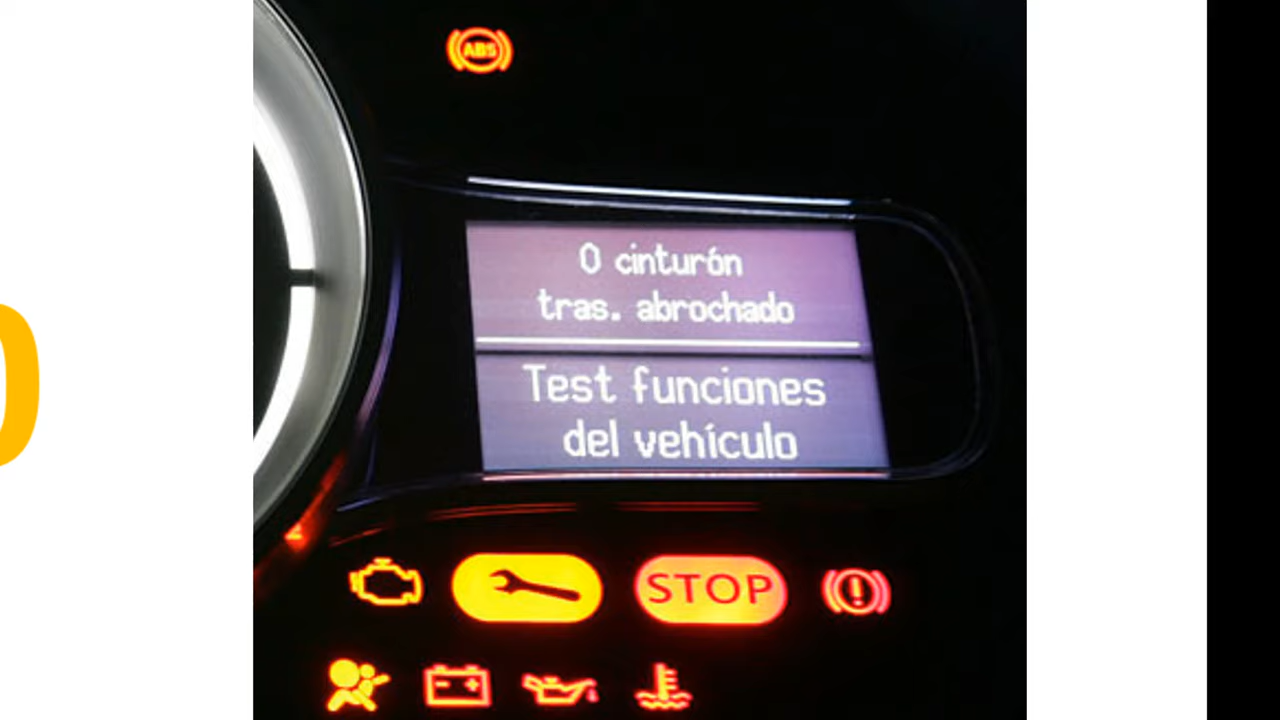 ABS
0 cinturón
tras. abrochado
Test funciones
del vehículo
STOP